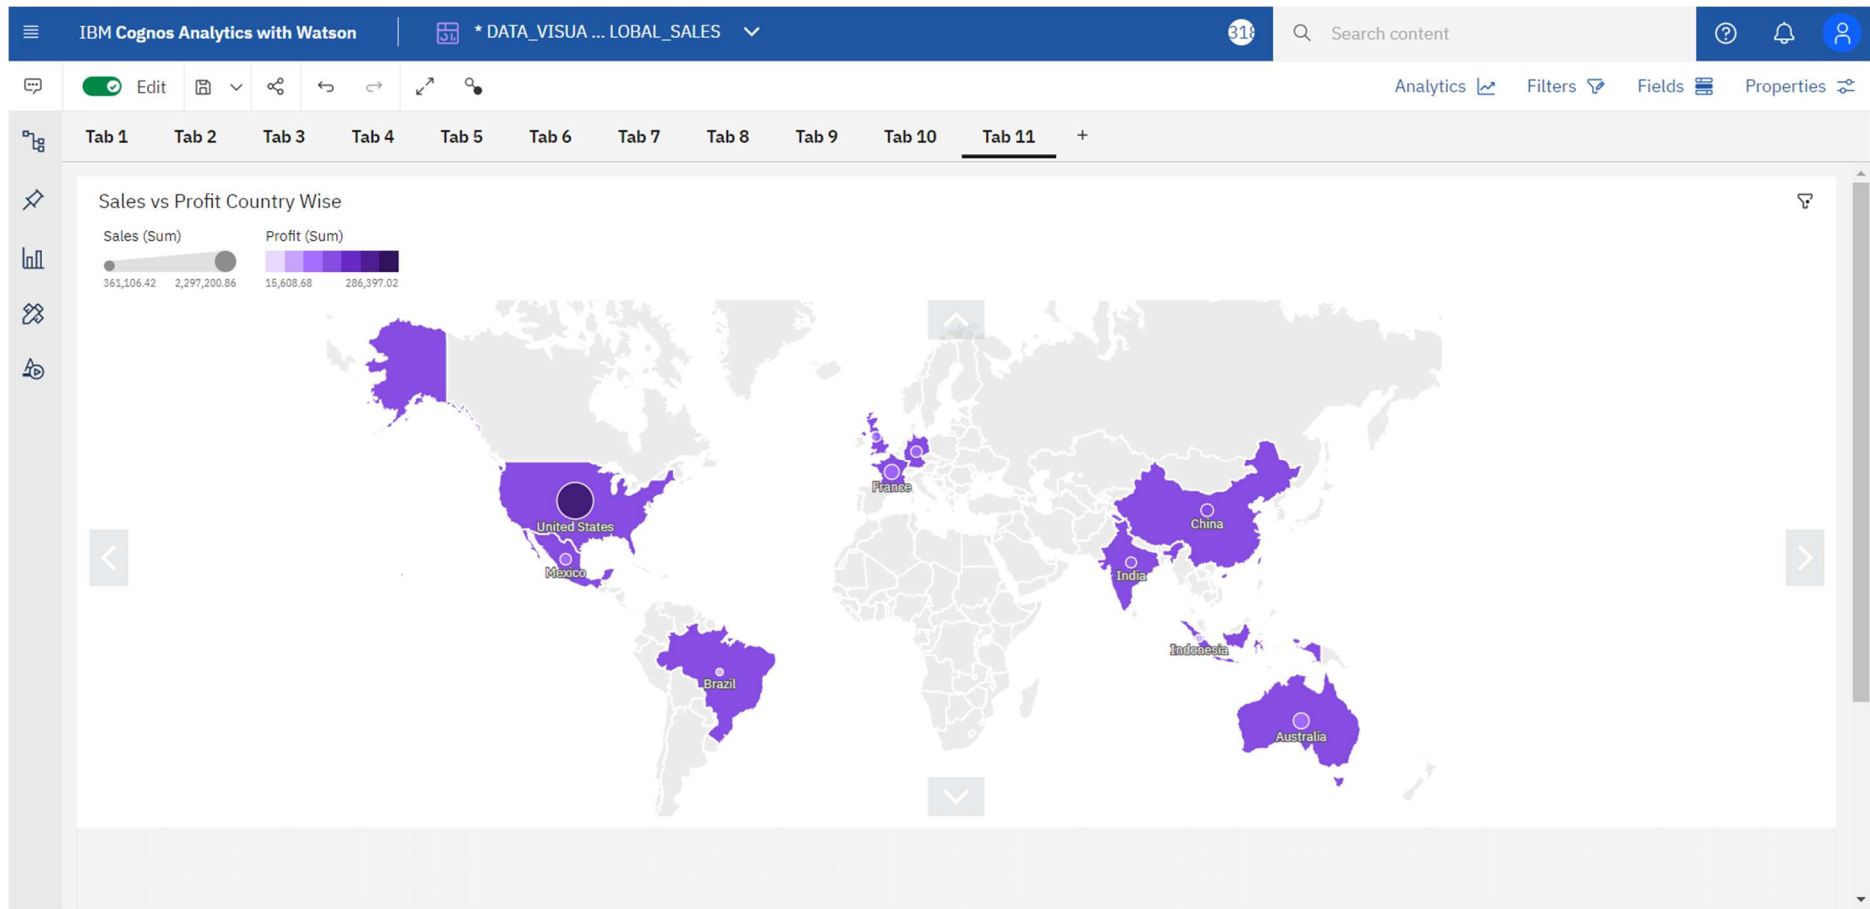 IBM Cognos Analytics with Watson
* DATA_VISUA ... LOBAL_SALES
318
Search content
Edit
Analytics
Filters
Fields
Properties
Tab 1 Tab 2 Tab 3 Tab 4 Tab 5 Tab 6 Tab 7 Tab 8 Tab 9 Tab 10 Tab 11 +
Sales vs Profit Country Wise
Sales (Sum) Profit (Sum)
361,106.42 2,297,200.86 15,608.68 286,397.02
France
United States
China
Mexico
India
Indonesia
Brazil
Australia